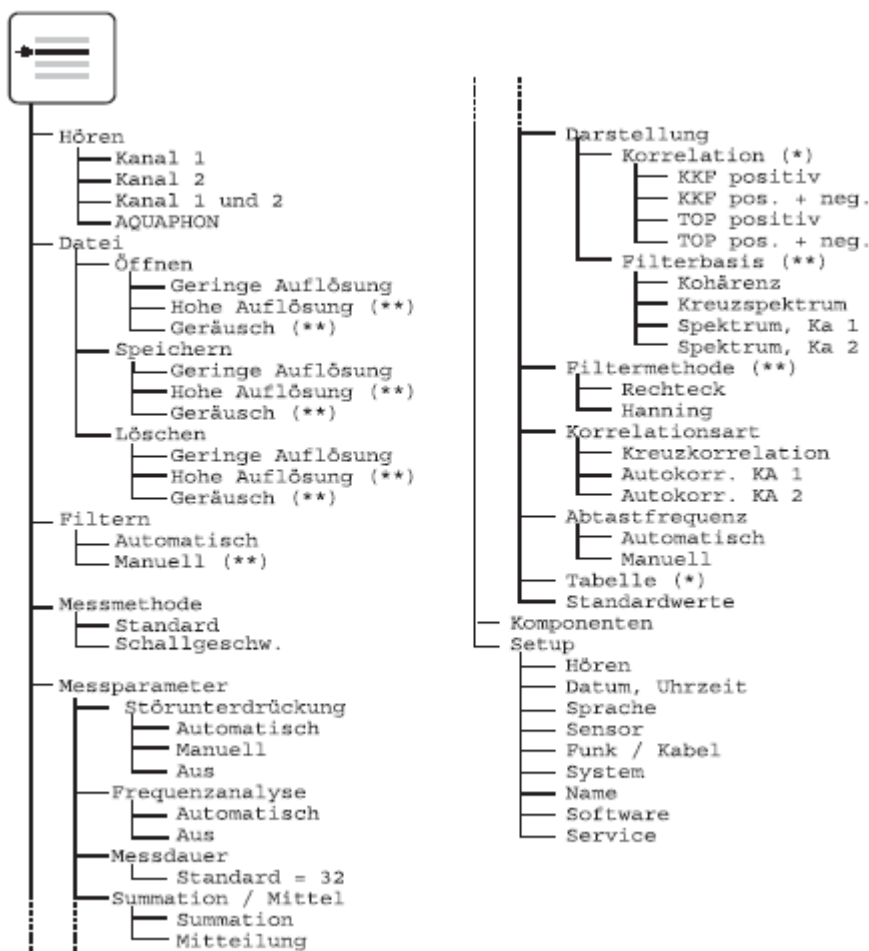 Hören
Kanal 1
Kanal 2
Kanal 1 und 2
AQUAPHON
Datei
Öffnen
Geringe Auflösung
Hohe Auflösung (**)
Geräusch (**)
Speichern
Geringe Auflösung
Hohe Auflösung (**)
Geräusch (**)
Löschen
Geringe Auflösung
Hohe Auflösung (**)
Geräusch (**)
Filtern
Automatisch
Manuell (**)
Messmethode
Standard
Schallgeschw.
Messparameter
Störunterdrückung
Automatisch
Manuell
Aus
Frequenzanalyse
Automatisch
Aus
Messdauer
Standard = 32
Summation / Mittel
Summation
Mitteilung
Darstellung
Korrelation (*)
KKF positiv
KKF pos. + neg.
TOP positiv
TOP pos. + neg.
Filterbasis (**)
Kohärenz
Kreuzspektrum
Spektrum, Ka 1
Spektrum, Ka 2
Filtermethode (**)
Rechteck
Hanning
Korrelationsart
Kreuzkorrelation
Autokorr. KA 1
Autokorr. KA 2
Abtastfrequenz
Automatisch
Manuell
Tabelle (*)
Standardwerte
Komponenten
Setup
Hören
Datum, Uhrzeit
Sprache
Sensor
Funk / Kabel
System
Name
Software
Service